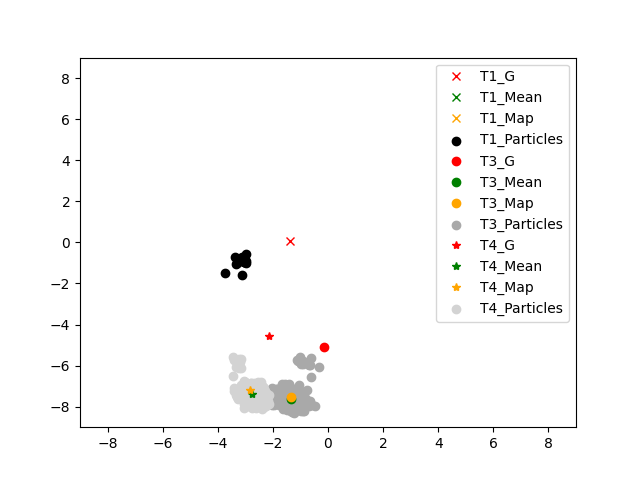 8
6
4
2
0
−2
−4
−6
−8
−8
−6
−4
−2
0
2
4
6
8
T1_G
T1_Mean
T1_Map
T1_Particles
T3_G
T3_Mean
T3_Map
T3_Particles
T4_G
T4_Mean
T4_Map
T4_Particles